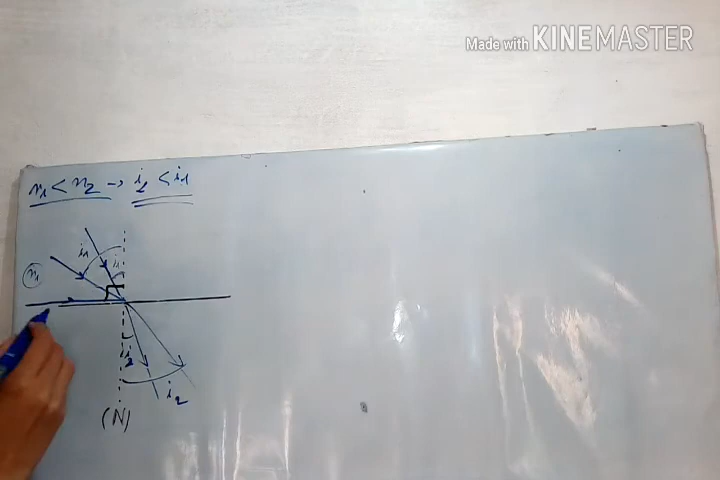 Made with KINEMASTER
n₁ < n₂ → i₂ < i₁
i₁
i₁
n₁
i₂
i₂
(N)